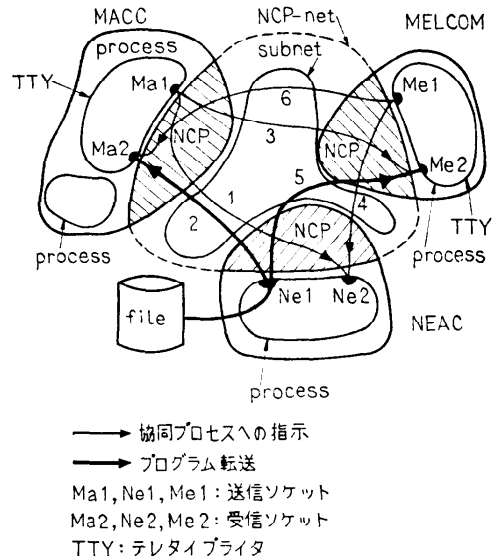 MACC
NCP-net
MELCOM
process
subnet
TTY
Ma1
6
Me1
NCP
3
NCP
Ma2
5
Me2
1
4
2
NCP
TTY
process
process
Ne1
Ne2
file
NEAC
process
→ 協同プロセスへの指示
→ プログラム転送
Ma1, Ne1, Me1 : 送信ソケット
Ma2, Ne2, Me2 : 受信ソケット
TTY : テレタイプライタ